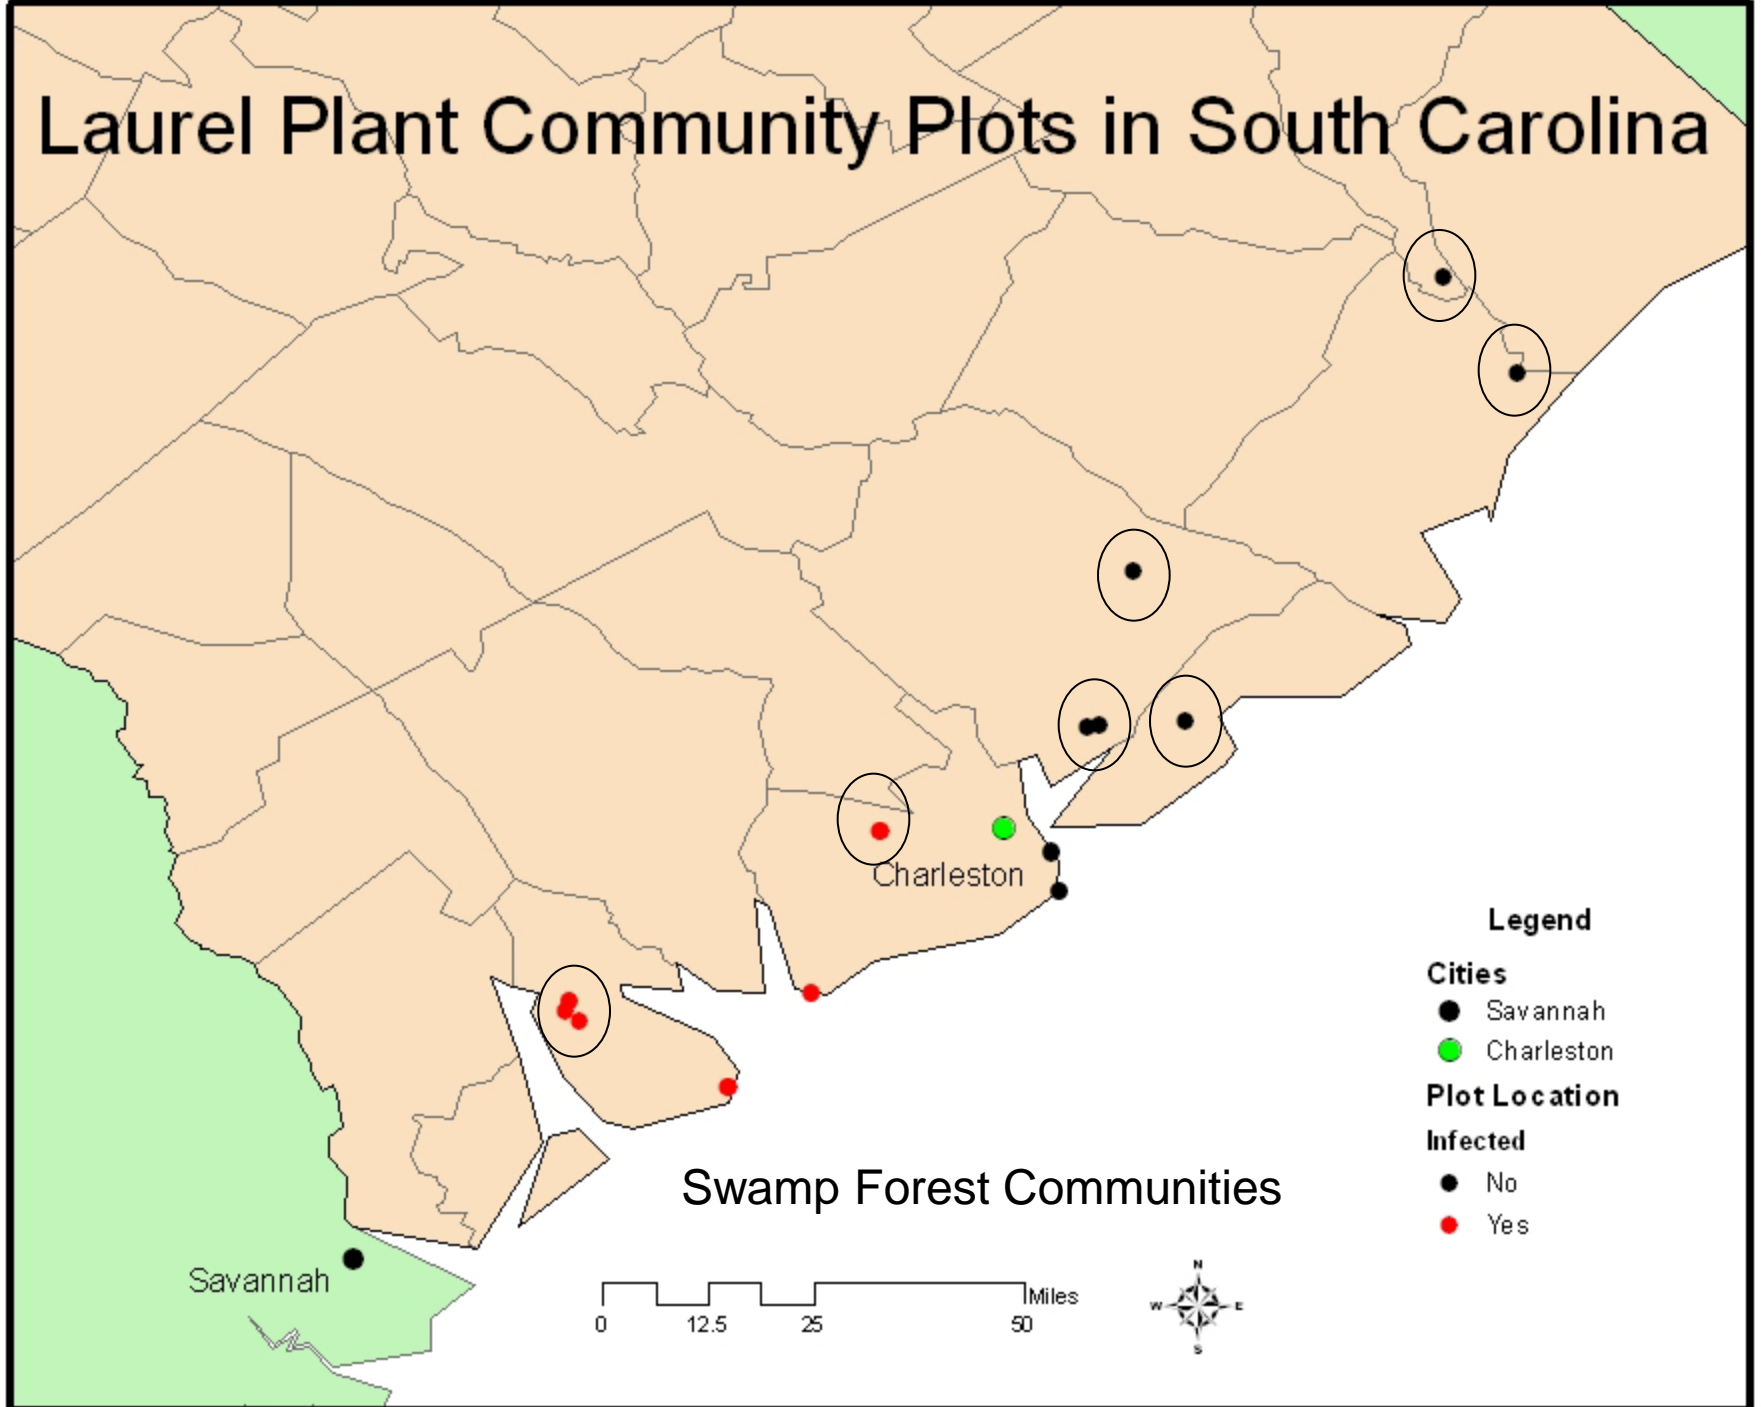 Laurel Plant Community Plots in South Carolina
Charleston
Legend
Cities
Savannah
Charleston
Plot Location
Infected
No
Yes
Swamp Forest Communities
Savannah
Miles
0 12.5 25 50
N
W E
S